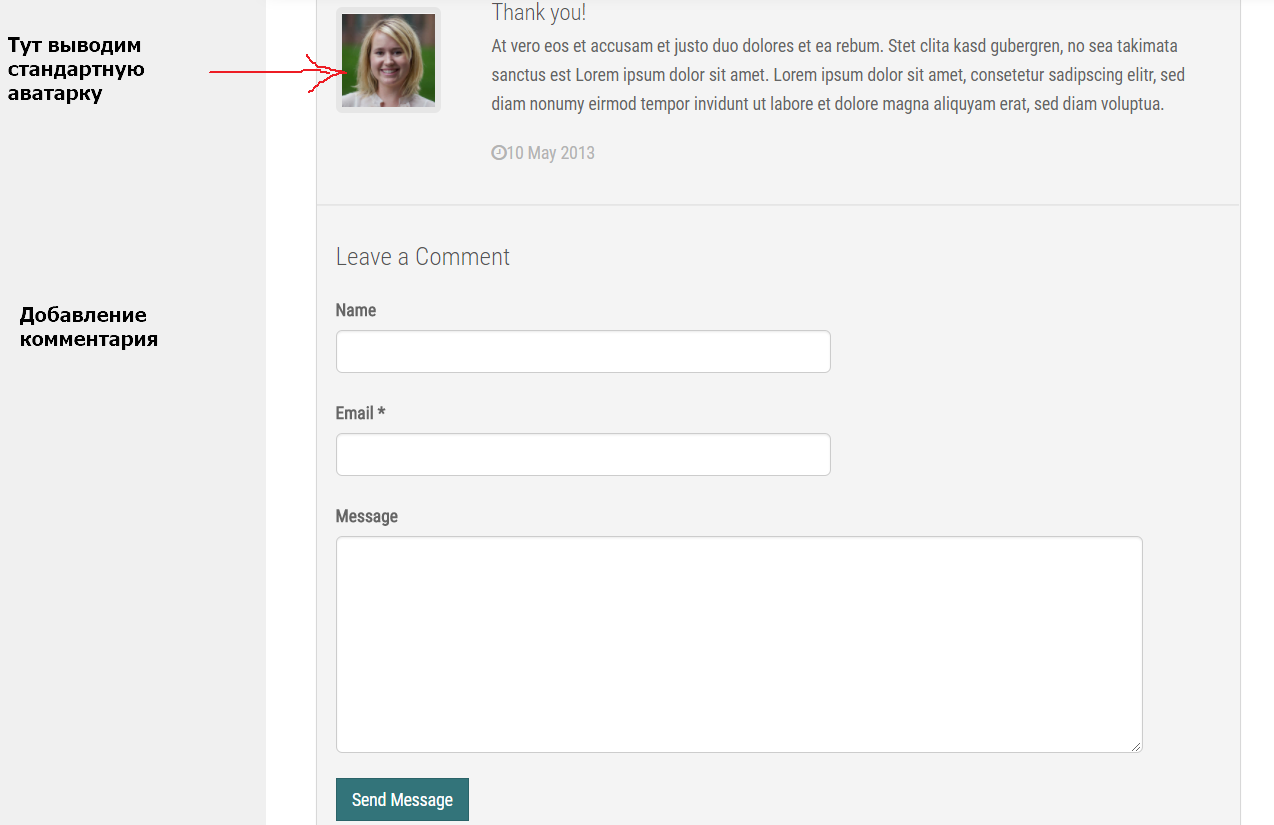 Тут выводим
стандартную
аватарку
Thank you!
At vero eos et accusam et justo duo dolores et ea rebum. Stet clita kasd gubergren, no sea takimata
sanctus est Lorem ipsum dolor sit amet. Lorem ipsum dolor sit amet, consetetur sadipscing elitr, sed
diam nonumy eirmod tempor invidunt ut labore et dolore magna aliquyam erat, sed diam voluptua.
10 May 2013
Leave a Comment
Добавление
комментария
Name
Email *
Message
Send Message